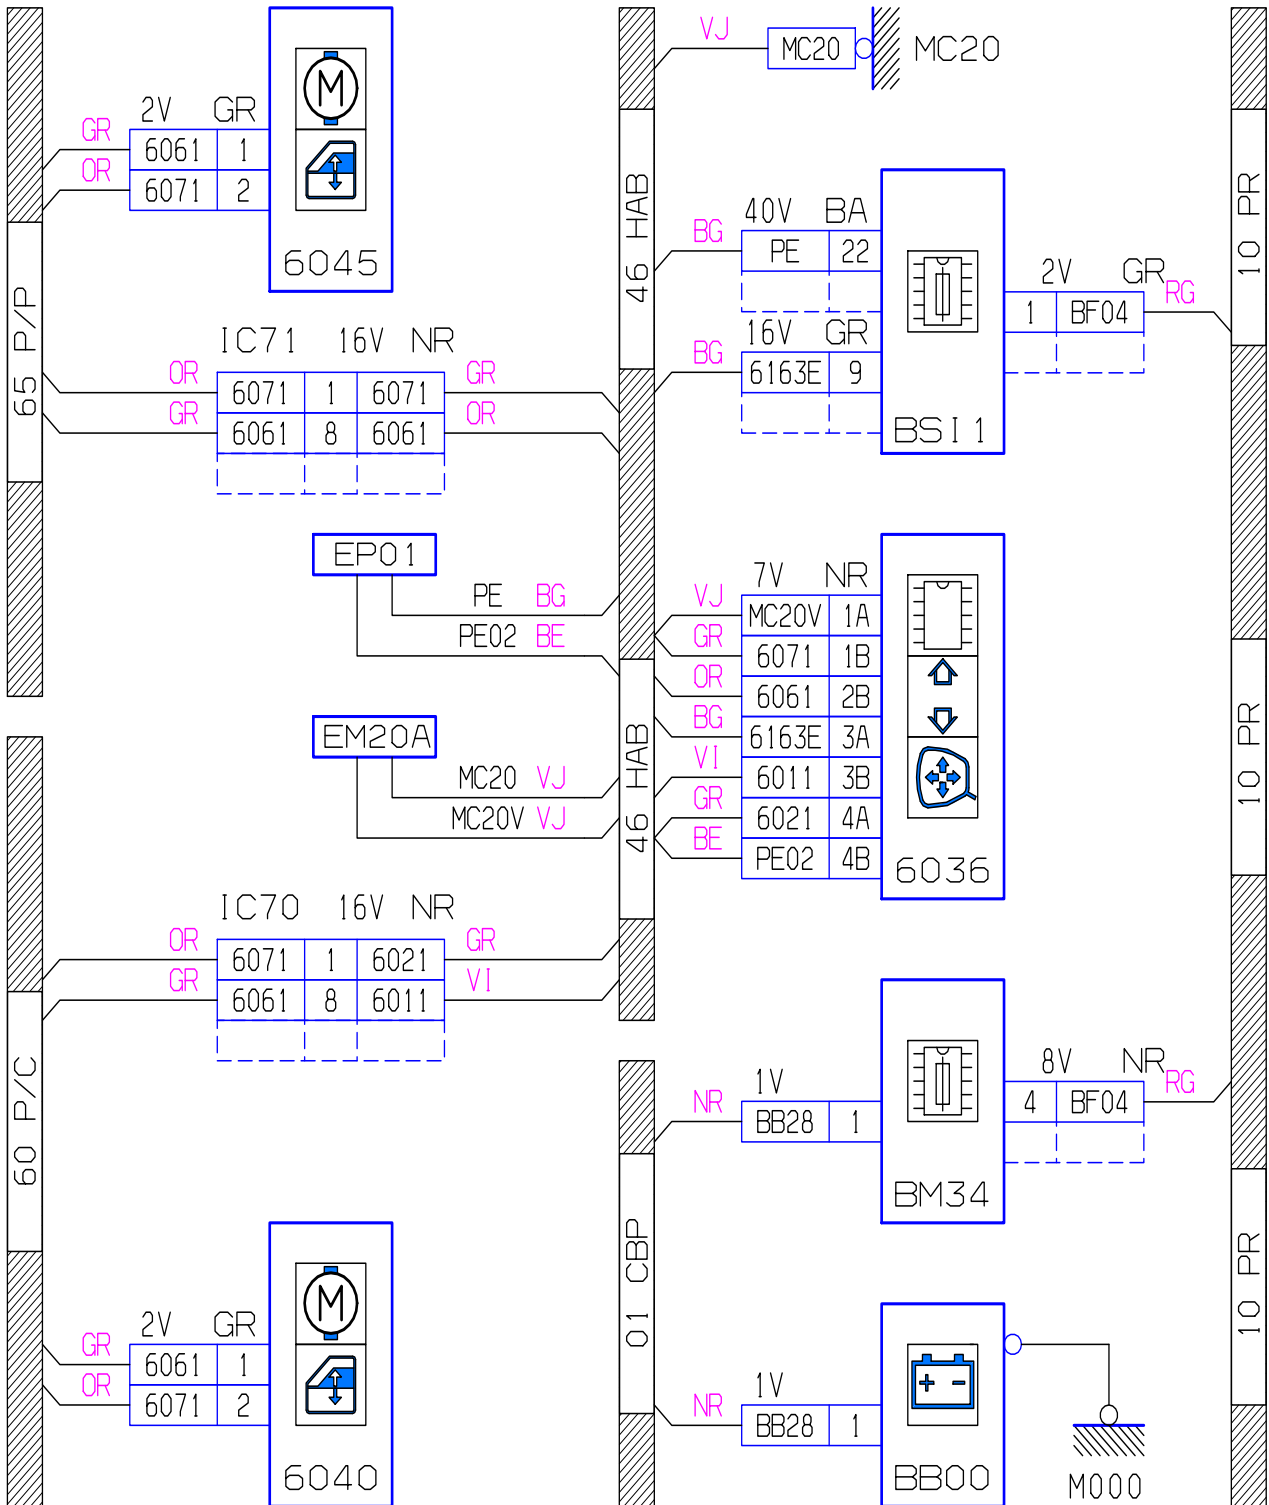 2V GR
GR 6061 1
OR 6071 2
6045
65 P/P
IC71 16V NR
OR 6071 1 6071 GR
GR 6061 8 6061 OR
EP01
PE BG
PE02 BE
EM20A
MC20 VJ
MC20V VJ
IC70 16V NR
OR 6071 1 6021 GR
GR 6061 8 6011 VI
60 P/C
2V GR
GR 6061 1
OR 6071 2
6040
46 HAB
46 HAB
01 CBP
VJ MC20 MC20
40V BA
BG PE 22
16V GR
BG 6163E 9
BSI1
2V GR
1 BF04 RG
7V NR
VJ MC20V 1A
GR 6071 1B
OR 6061 2B
BG 6163E 3A
VI 6011 3B
GR 6021 4A
BE PE02 4B
6036
1V
NR BB28 1
BM34
8V NR
4 BF04 RG
1V
NR BB28 1
BB00
+ -
M000
10 PR
10 PR
10 PR
M
M